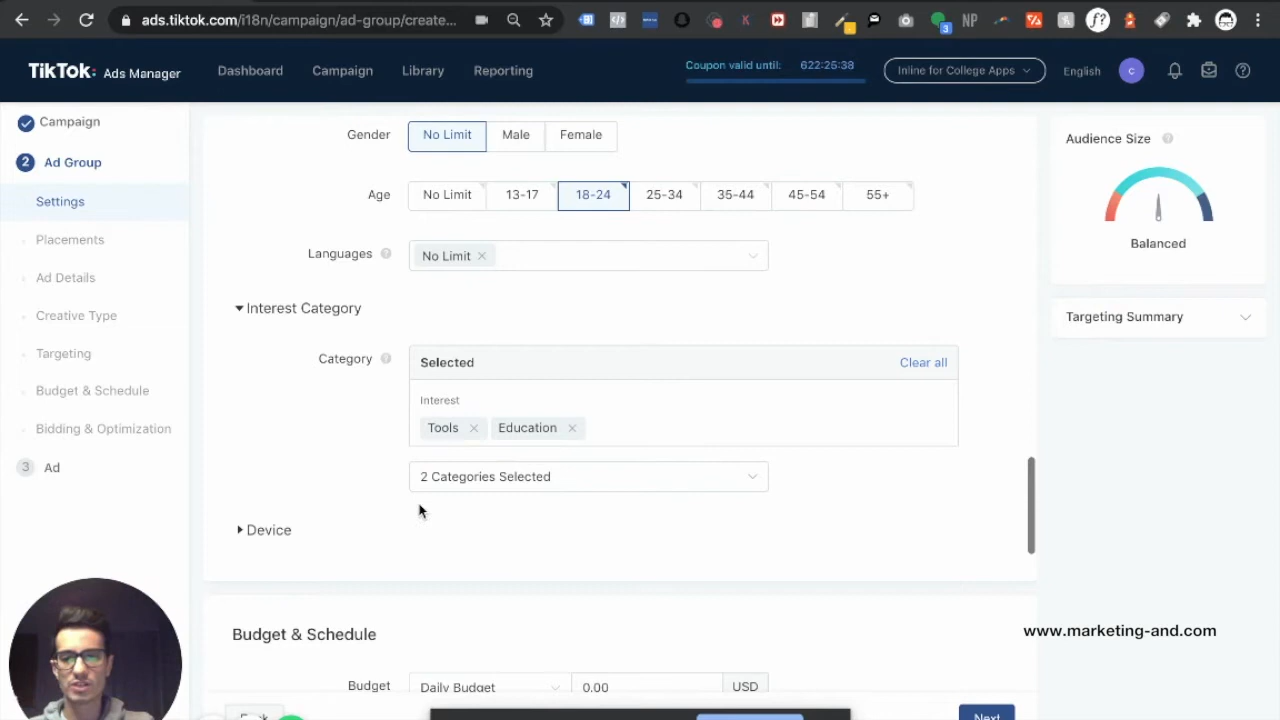 ads.tiktok.com/i18n/campaign/ad-group/create...
TikTok: Ads Manager
Dashboard
Campaign
Library
Reporting
Coupon valid until: 622:25:38
Inline for College Apps
English
C
Campaign
2 Ad Group
Settings
Placements
Ad Details
Creative Type
Targeting
Budget & Schedule
Bidding & Optimization
3 Ad
Gender
No Limit
Male
Female
Age
No Limit
13-17
18-24
25-34
35-44
45-54
55+
Languages
No Limit
Interest Category
Category
Selected
Clear all
Interest
Tools
Education
2 Categories Selected
Device
Budget & Schedule
Budget
Daily Budget
0.00
USD
Next
Audience Size
Balanced
Targeting Summary
www.marketing-and.com